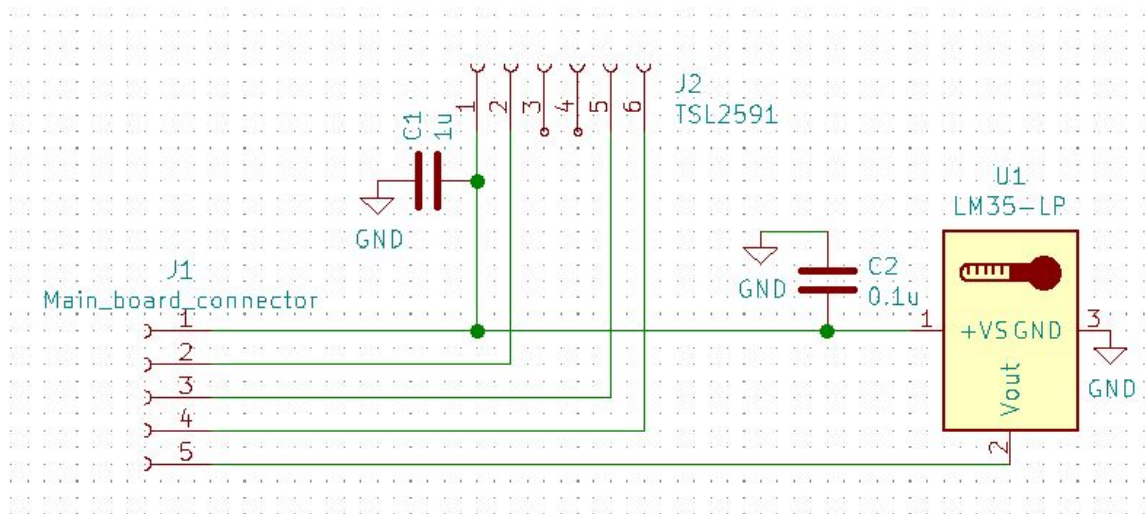 J2
TSL2591
1
2
3
4
5
6
C1
1u
GND
U1
LM35-LP
J1
Main_board_connector
C2
0.1u
GND
1
+VS
GND
3
GND
Vout
2
1
2
3
4
5